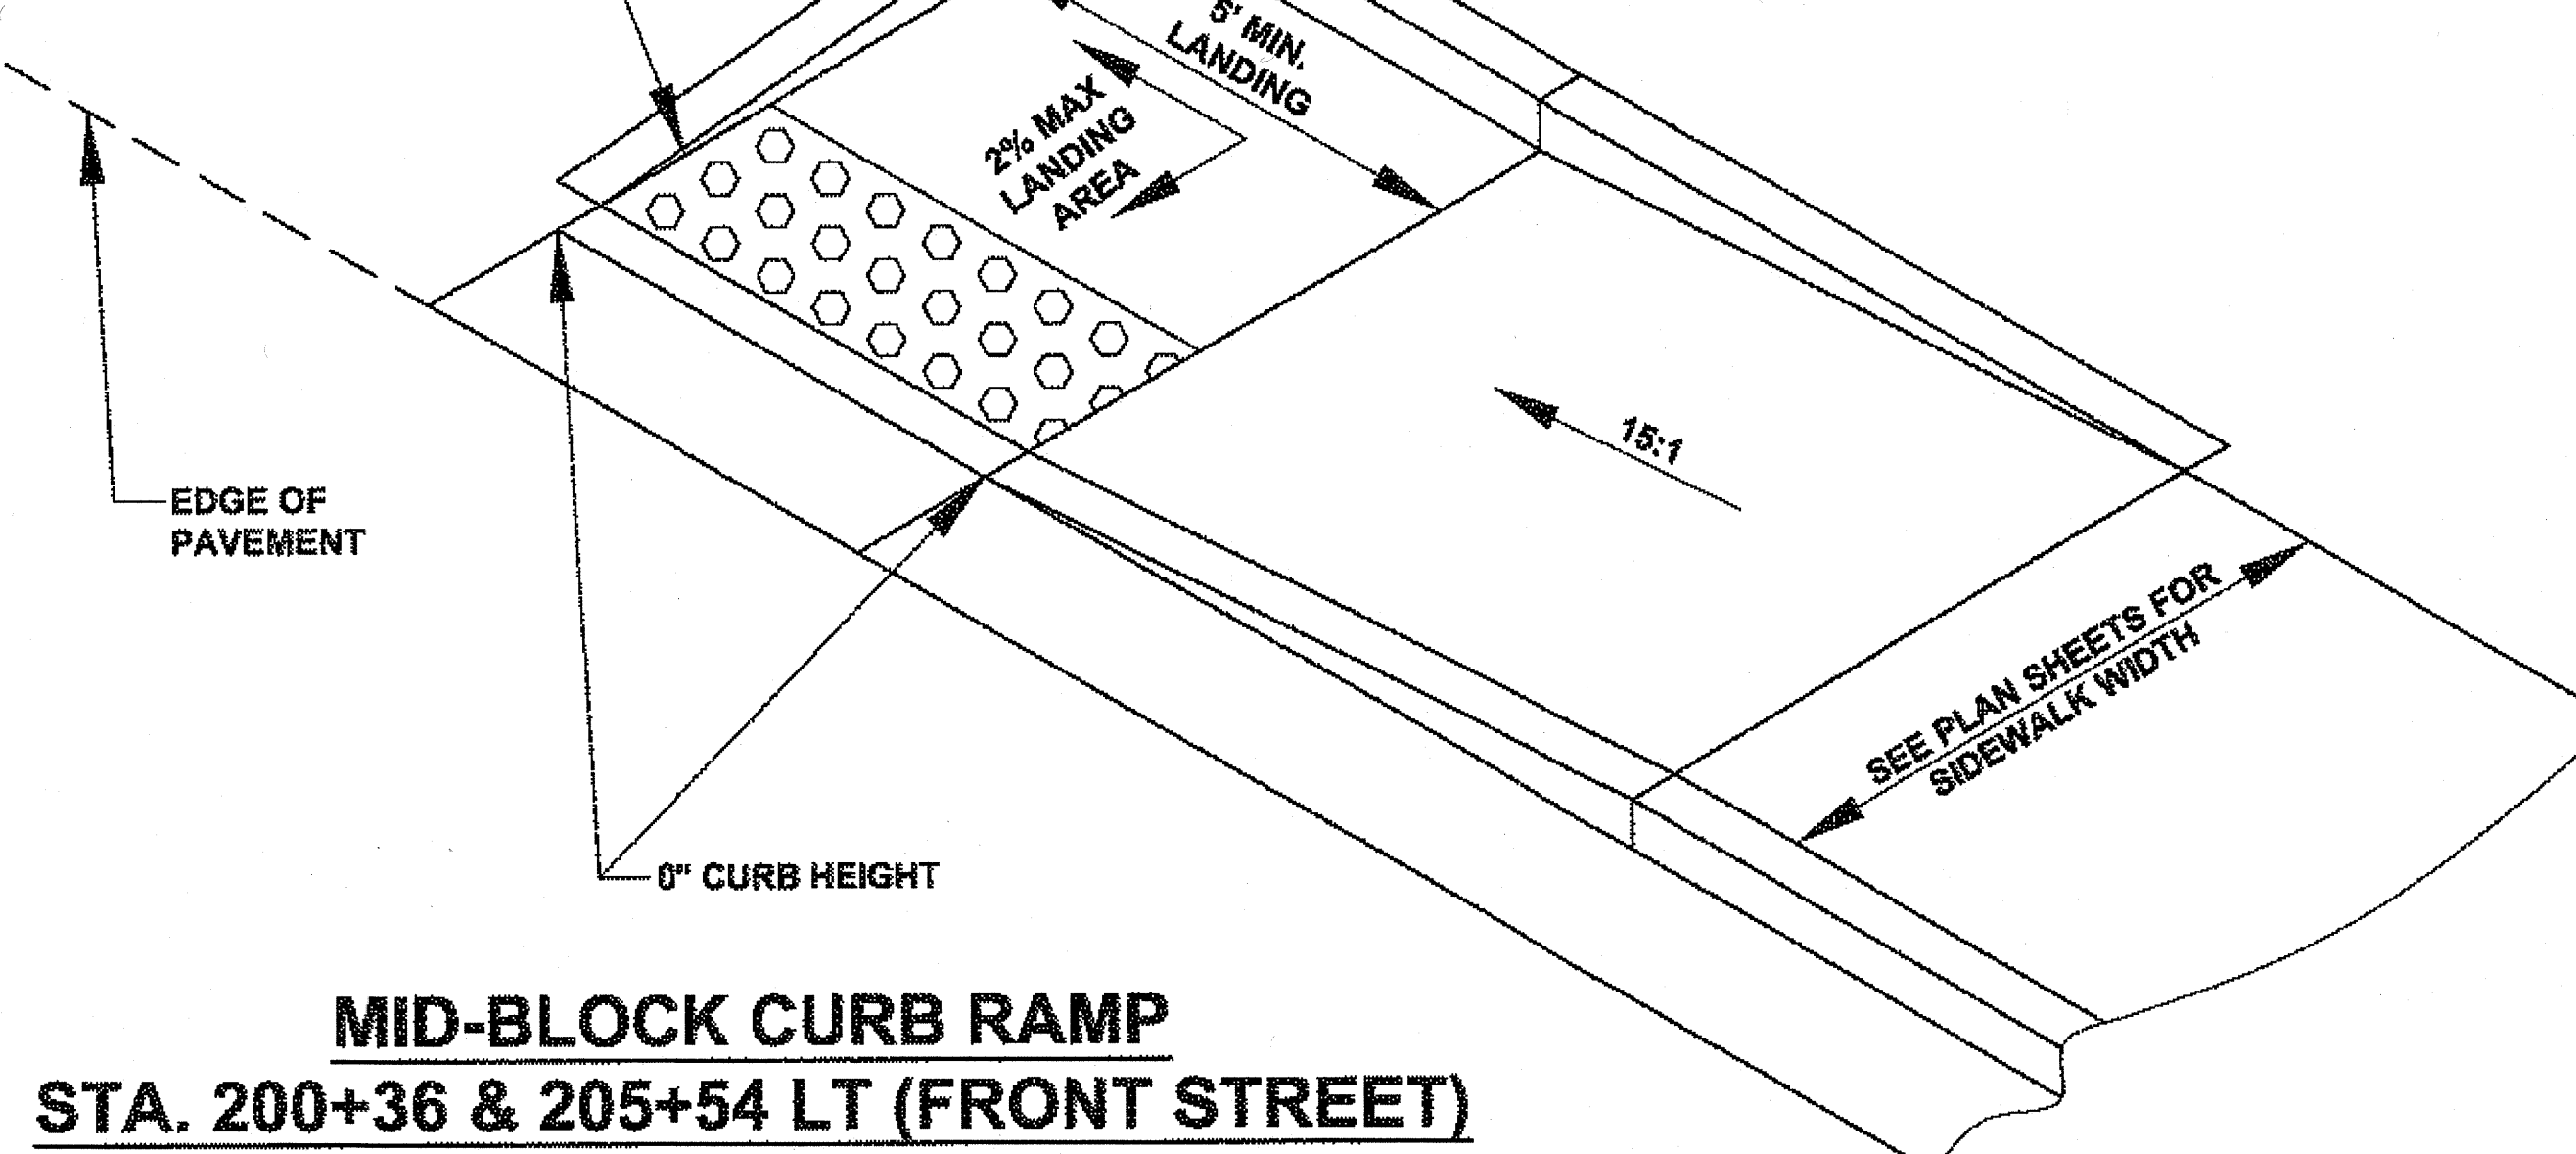 5' MIN.
LANDING
2% MAX
LANDING
AREA
15:1
EDGE OF
PAVEMENT
SEE PLAN SHEETS FOR
SIDEWALK WIDTH
0" CURB HEIGHT
MID-BLOCK CURB RAMP
STA. 200+36 & 205+54 LT (FRONT STREET)